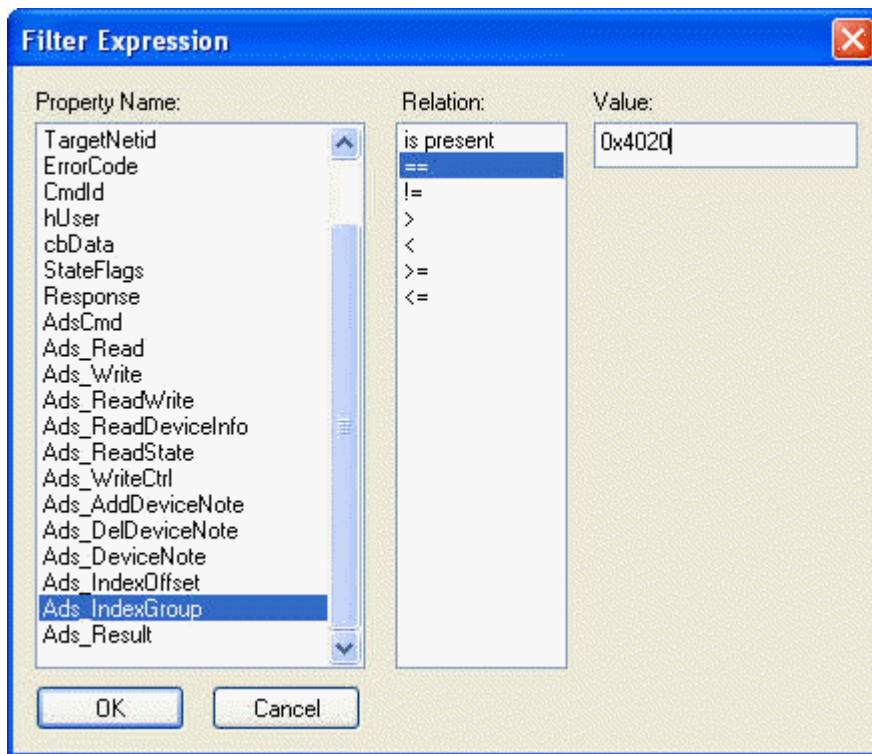 Filter Expression
Property Name:
TargetNetid
ErrorCode
CmdId
hUser
cbData
StateFlags
Response
AdsCmd
Ads_Read
Ads_Write
Ads_ReadWrite
Ads_ReadDeviceInfo
Ads_ReadState
Ads_WriteCtrl
Ads_AddDeviceNote
Ads_DelDeviceNote
Ads_DeviceNote
Ads_IndexOffset
Ads_IndexGroup
Ads_Result
Relation:
is present
==
!=
>
<
>=
<=
Value:
0x4020
OK
Cancel